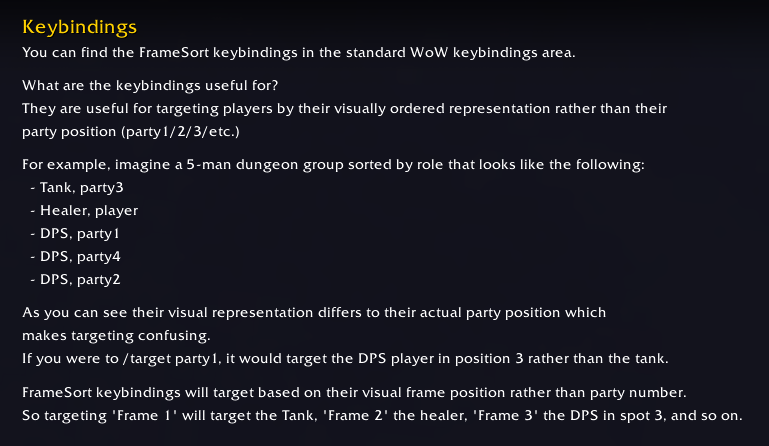 Keybindings
You can find the FrameSort keybindings in the standard WoW keybindings area.
What are the keybindings useful for?
They are useful for targeting players by their visually ordered representation rather than their
party position (party1/2/3/etc.)
For example, imagine a 5-man dungeon group sorted by role that looks like the following:
- Tank, party3
- Healer, player
- DPS, party1
- DPS, party4
- DPS, party2
As you can see their visual representation differs to their actual party position which
makes targeting confusing.
If you were to /target party1, it would target the DPS player in position 3 rather than the tank.
FrameSort keybindings will target based on their visual frame position rather than party number.
So targeting 'Frame 1' will target the Tank, 'Frame 2' the healer, 'Frame 3' the DPS in spot 3, and so on.